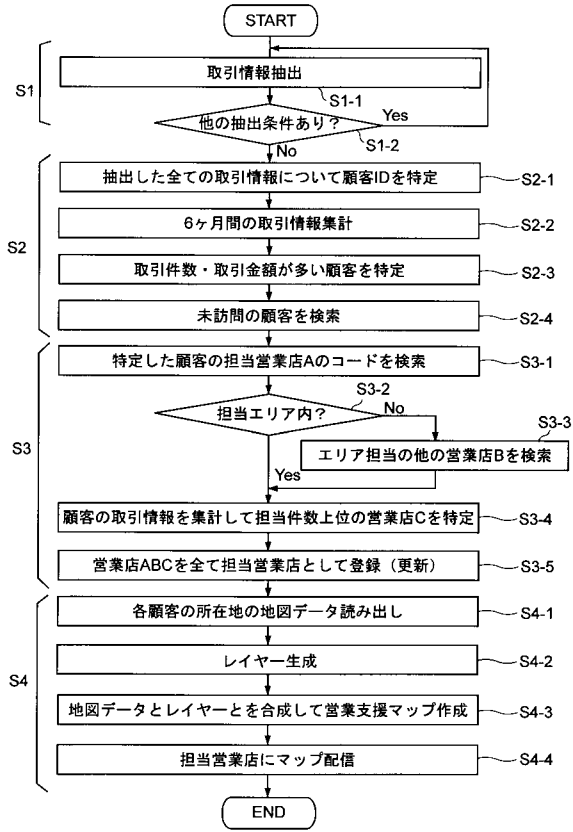 START
S1
取引情報抽出
S1-1
他の抽出条件あり?
Yes
S1-2
No
S2
抽出した全ての取引情報について顧客IDを特定
S2-1
6ヶ月間の取引情報集計
S2-2
取引件数・取引金額が多い顧客を特定
S2-3
未訪問の顧客を検索
S2-4
S3
特定した顧客の担当営業店Aのコードを検索
S3-1
担当エリア内?
S3-2
No
エリア担当の他の営業店Bを検索
S3-3
Yes
顧客の取引情報を集計して担当件数上位の営業店Cを特定
S3-4
営業店ABCを全て担当営業店として登録(更新)
S3-5
S4
各顧客の所在地の地図データ読み出し
S4-1
レイヤー生成
S4-2
地図データとレイヤーとを合成して営業支援マップ作成
S4-3
担当営業店にマップ配信
S4-4
END